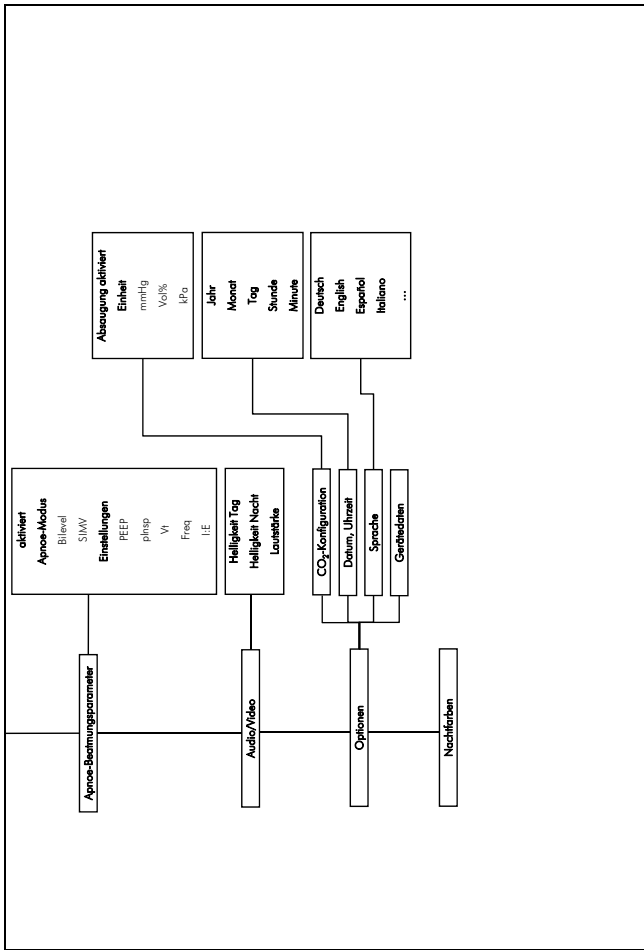 Apnoe-Beatmungsparameter
aktiviert
Apnoe-Modus
Bilevel
SIMV
Einstellungen
PEEP
pInsp
Vt
Freq
I:E
Audio/Video
Helligkeit Tag
Helligkeit Nacht
Lautstärke
Optionen
CO₂-Konfiguration
Absaugung aktiviert
Einheit
mmHg
Vol%
kPa
Datum, Uhrzeit
Jahr
Monat
Tag
Stunde
Minute
Sprache
Deutsch
English
Español
Italiano
...
Gerätedaten
Nachtfarben